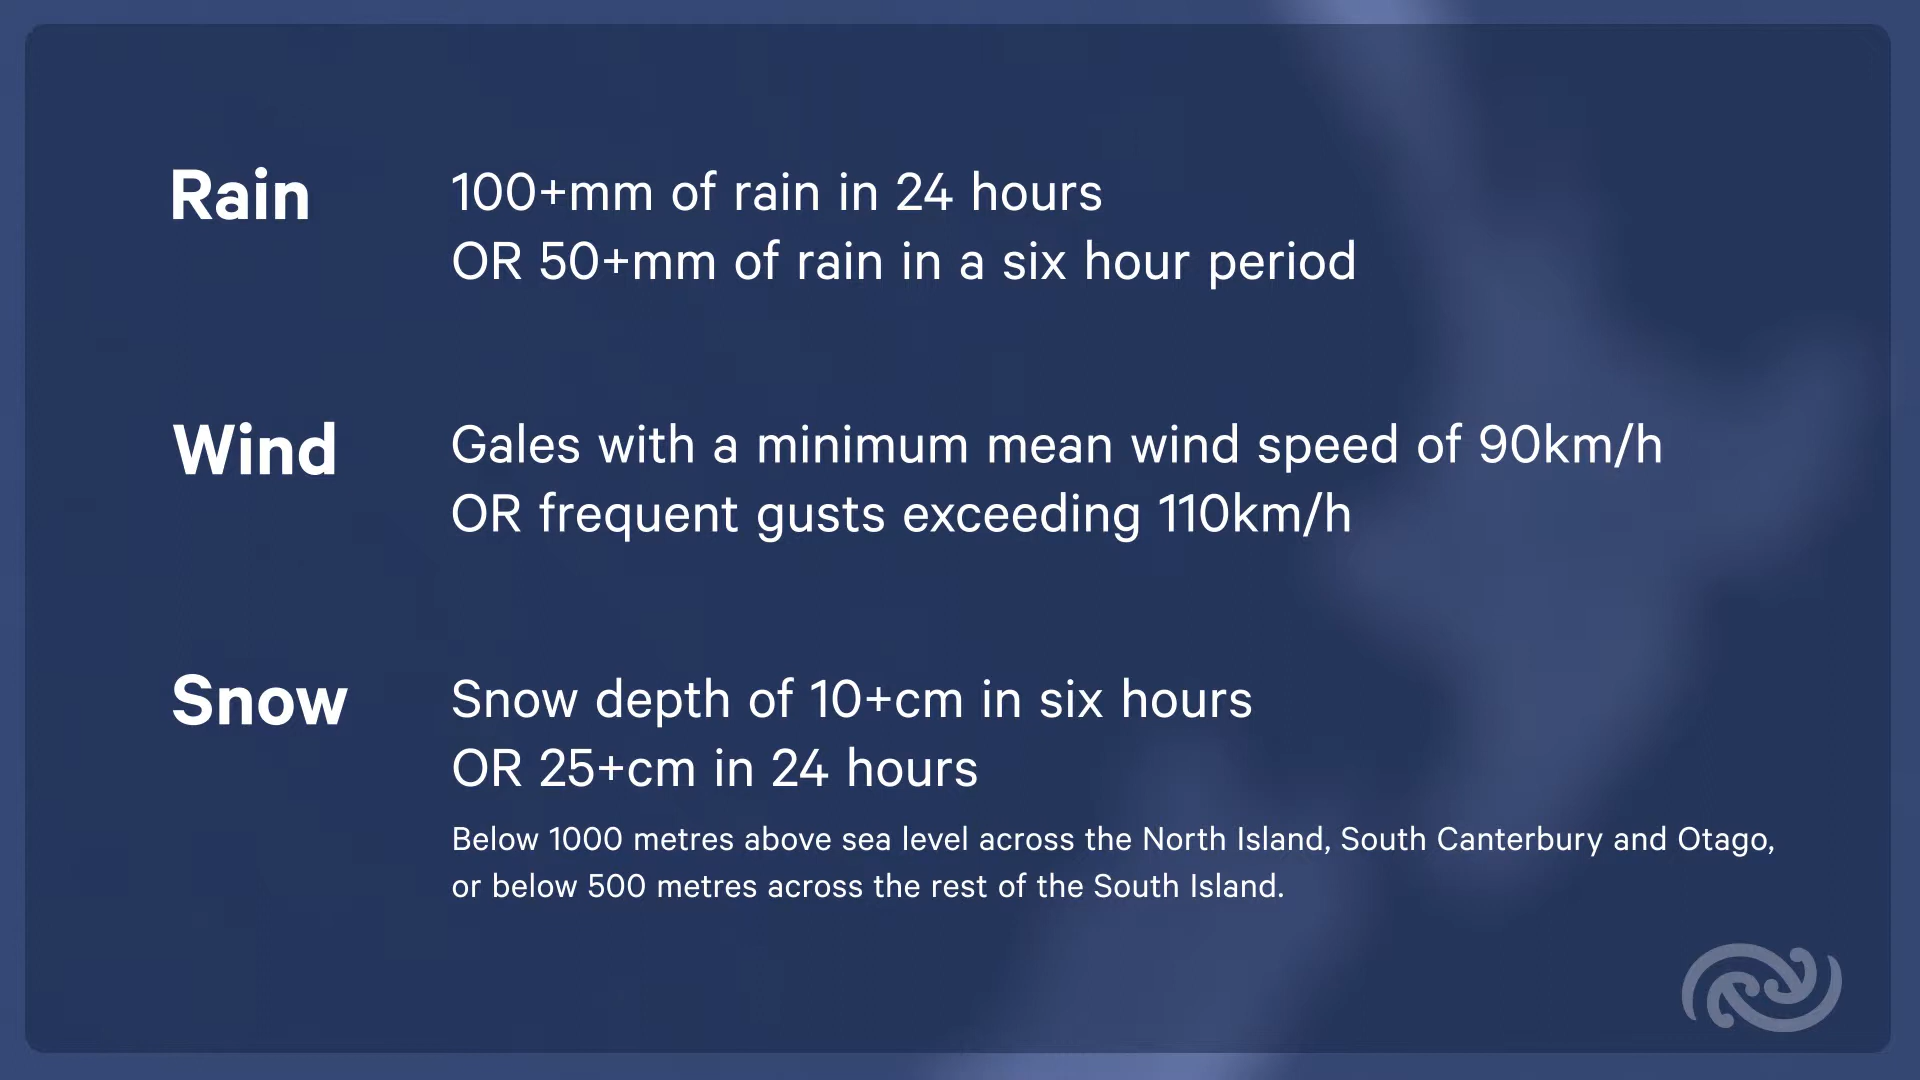 Rain
100+mm of rain in 24 hours
OR 50+mm of rain in a six hour period
Wind
Gales with a minimum mean wind speed of 90km/h
OR frequent gusts exceeding 110km/h
Snow
Snow depth of 10+cm in six hours
OR 25+cm in 24 hours
Below 1000 metres above sea level across the North Island, South Canterbury and Otago,
or below 500 metres across the rest of the South Island.